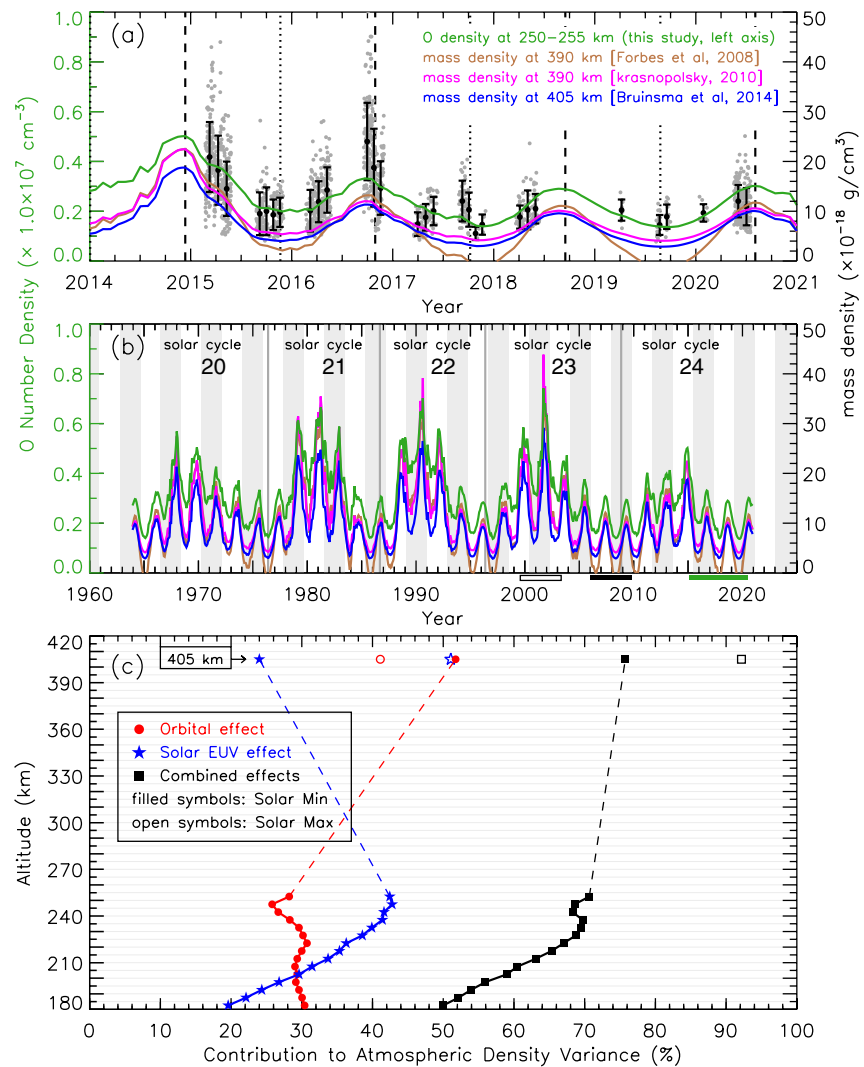 (a)
O density at 250−255 km (this study, left axis)
mass density at 390 km [Forbes et al, 2008]
mass density at 390 km [krasnopolsky, 2010]
mass density at 405 km [Bruinsma et al, 2014]
1.0
0.8
0.6
0.4
0.2
0.0
50
40
30
20
10
0
2014 2015 2016 2017 2018 2019 2020 2021
Year
O Number Density (× 1.0×10⁷ cm⁻³)
mass density (×10⁻¹⁸ g/cm³)
(b)
solar cycle 20
solar cycle 21
solar cycle 22
solar cycle 23
solar cycle 24
1.0
0.8
0.6
0.4
0.2
0.0
50
40
30
20
10
0
1960 1970 1980 1990 2000 2010 2020
Year
(c)
405 km
Orbital effect
Solar EUV effect
Combined effects
filled symbols: Solar Min
open symbols: Solar Max
420
390
360
330
300
270
240
210
180
Altitude (km)
0 10 20 30 40 50 60 70 80 90 100
Contribution to Atmospheric Density Variance (%)